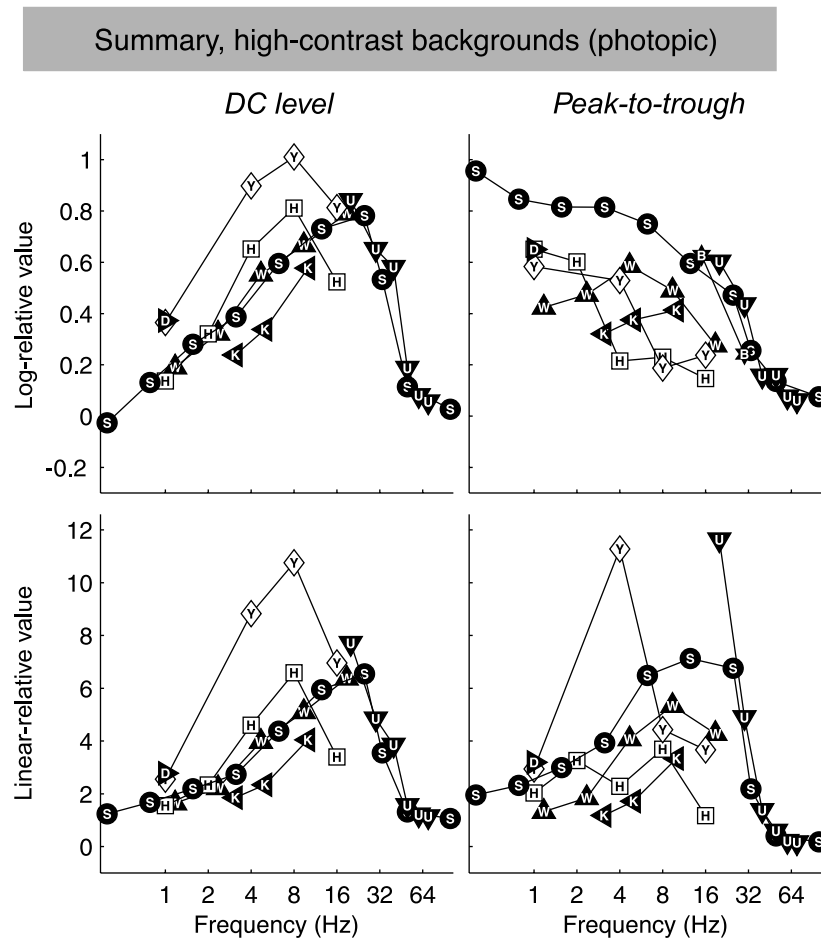 Summary, high-contrast backgrounds (photopic)
DC level
Peak-to-trough
Log-relative value
1
0.8
0.6
0.4
0.2
0
-0.2
D Y Y Y Y
H H H H H
S S S S S S S S S S
W W W W W
K K K
U U U U U U
S S S S S S S S S S
D Y Y Y Y
H H H H H
W W W W W
K K K
B B
U U U U U U
Linear-relative value
12
10
8
6
4
2
0
D Y Y Y Y
H H H H H
S S S S S S S S S S
W W W W W
K K K
U U U U U U
S S S S S S S S S S
D Y Y Y Y
H H H H H
W W W W W
K K K
U U U U U U
1 2 4 8 16 32 64
1 2 4 8 16 32 64
Frequency (Hz)
Frequency (Hz)